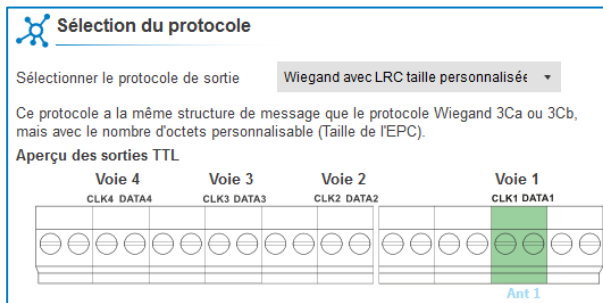 Sélection du protocole
Sélectionner le protocole de sortie Wiegand avec LRC taille personnalisée
Ce protocole a la même structure de message que le protocole Wiegand 3Ca ou 3Cb,
mais avec le nombre d'octets personnalisable (Taille de l'EPC).
Aperçu des sorties TTL
Voie 4 Voie 3 Voie 2 Voie 1
CLK4 DATA4 CLK3 DATA3 CLK2 DATA2 CLK1 DATA1
Ant 1